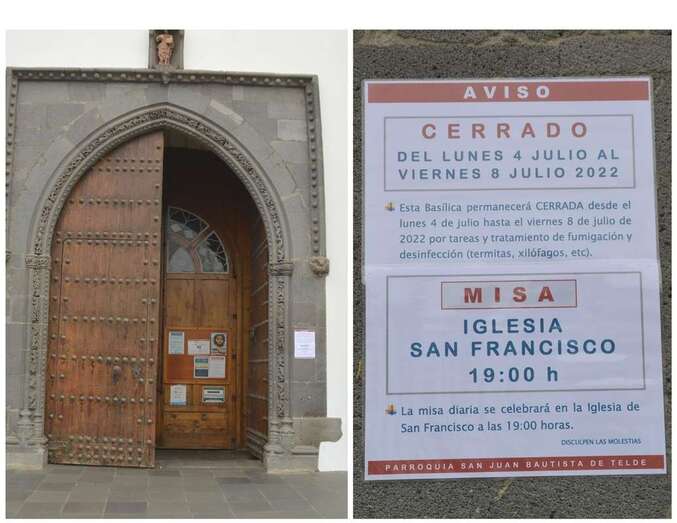 AVISO
CERRADO
DEL LUNES 4 JULIO AL
VIERNES 8 JULIO 2022
Esta Basílica permanecerá CERRADA desde el
lunes 4 de julio hasta el viernes 8 de julio de
2022 por tareas y tratamiento de fumigación y
desinfección (termitas, xilófagos, etc).
MISA
IGLESIA
SAN FRANCISCO
19:00 h
La misa diaria se celebrará en la Iglesia de
San Francisco a las 19:00 horas.
DISCULPEN LAS MOLESTIAS
PARROQUIA SAN JUAN BAUTISTA DE TELDE